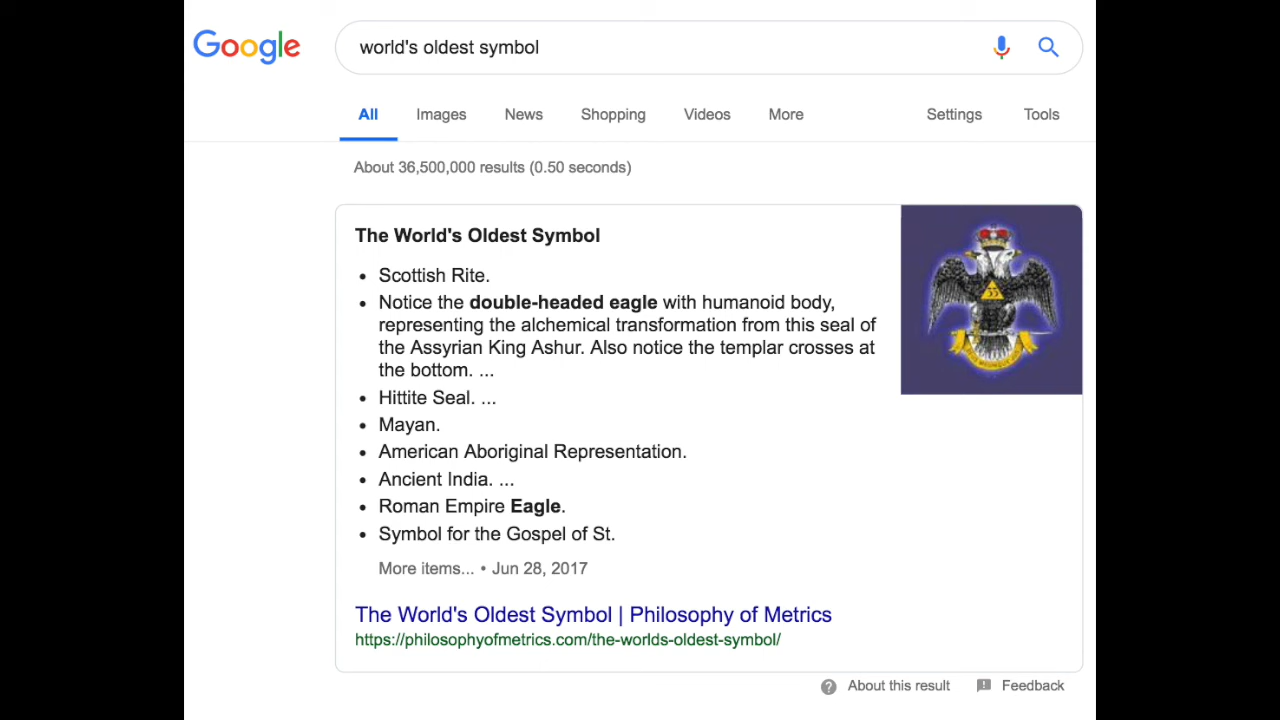 Google
world's oldest symbol
All Images News Shopping Videos More Settings Tools
About 36,500,000 results (0.50 seconds)
The World's Oldest Symbol
• Scottish Rite.
• Notice the double-headed eagle with humanoid body,
representing the alchemical transformation from this seal of
the Assyrian King Ashur. Also notice the templar crosses at
the bottom. ...
• Hittite Seal. ...
• Mayan.
• American Aboriginal Representation.
• Ancient India. ...
• Roman Empire Eagle.
• Symbol for the Gospel of St.
More items... • Jun 28, 2017
The World's Oldest Symbol | Philosophy of Metrics
https://philosophyofmetrics.com/the-worlds-oldest-symbol/
33
About this result Feedback